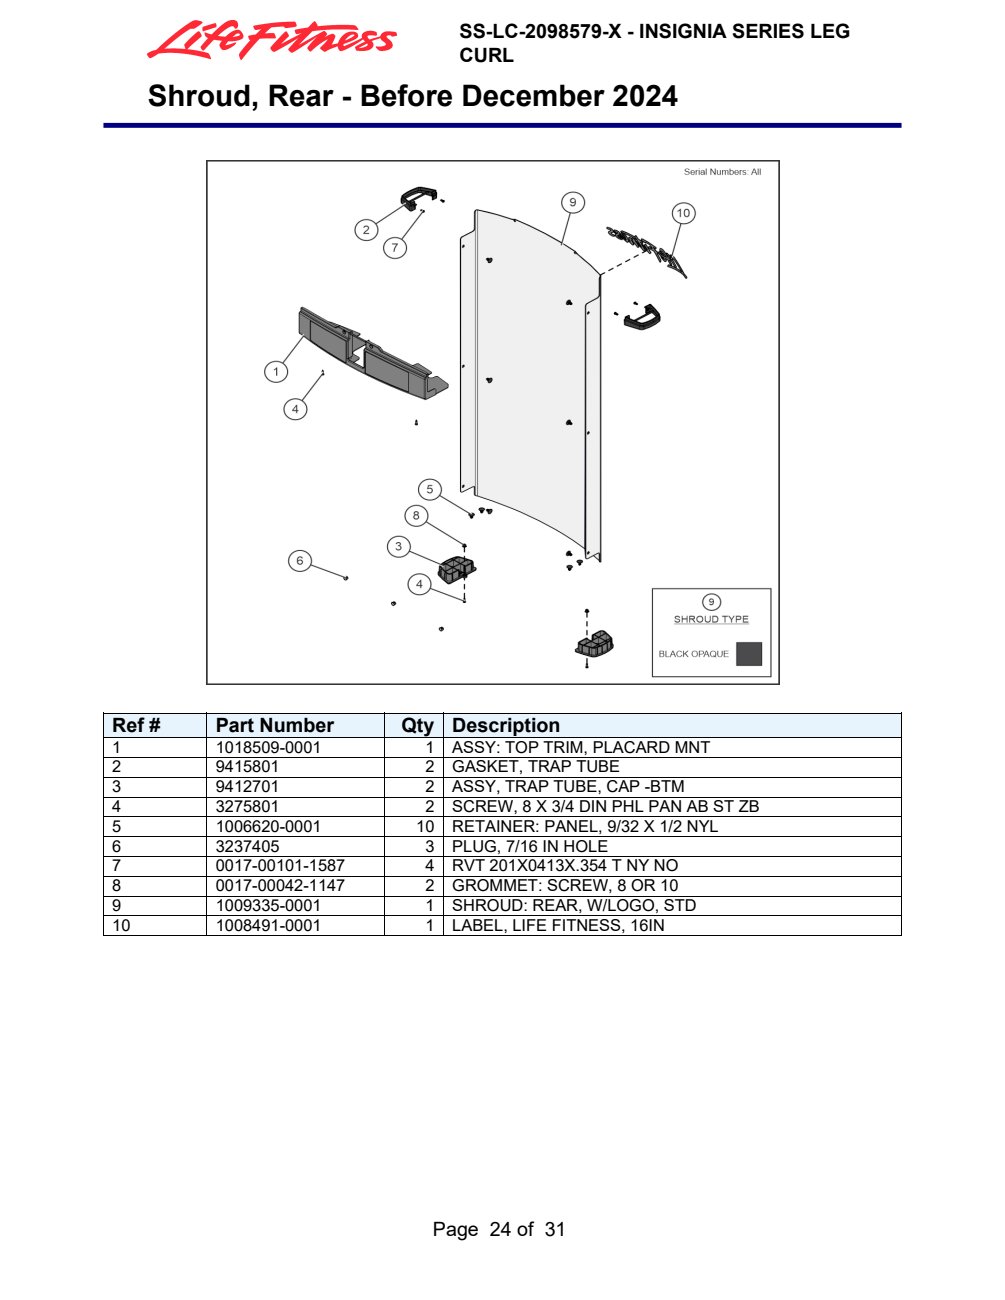 Life Fitness
SS-LC-2098579-X - INSIGNIA SERIES LEG
CURL
Shroud, Rear - Before December 2024
Serial Numbers: All
9
10
2
7
1
4
5
8
3
6
4
9
SHROUD TYPE
BLACK OPAQUE
Ref # Part Number Qty Description
1 1018509-0001 1 ASSY: TOP TRIM, PLACARD MNT
2 9415801 2 GASKET, TRAP TUBE
3 9412701 2 ASSY, TRAP TUBE, CAP -BTM
4 3275801 2 SCREW, 8 X 3/4 DIN PHL PAN AB ST ZB
5 1006620-0001 10 RETAINER: PANEL, 9/32 X 1/2 NYL
6 3237405 3 PLUG, 7/16 IN HOLE
7 0017-00101-1587 4 RVT 201X0413X.354 T NY NO
8 0017-00042-1147 2 GROMMET: SCREW, 8 OR 10
9 1009335-0001 1 SHROUD: REAR, W/LOGO, STD
10 1008491-0001 1 LABEL, LIFE FITNESS, 16IN
Page 24 of 31